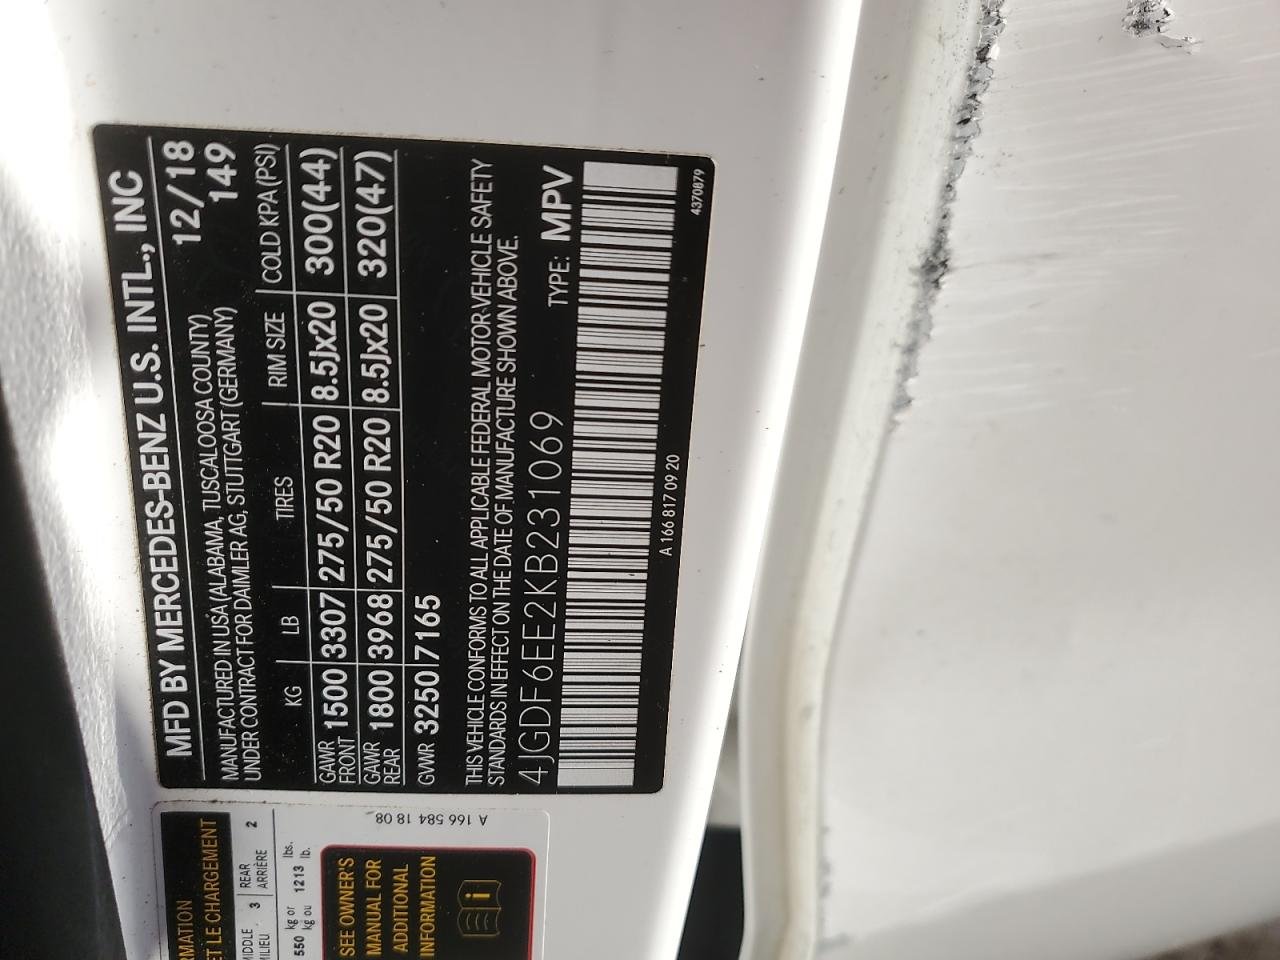 MFD BY MERCEDES-BENZ U.S. INTL., INC
MANUFACTURED IN USA (ALABAMA, TUSCALOOSA COUNTY) 12/18
UNDER CONTRACT FOR DAIMLER AG, STUTTGART (GERMANY) 149
KG LB TIRES RIM SIZE COLD KPA (PSI)
GAWR FRONT 1500 3307 275/50 R20 8.5Jx20 300(44)
GAWR REAR 1800 3968 275/50 R20 8.5Jx20 320(47)
GVWR 3250 7165
THIS VEHICLE CONFORMS TO ALL APPLICABLE FEDERAL MOTOR VEHICLE SAFETY
STANDARDS IN EFFECT ON THE DATE OF MANUFACTURE SHOWN ABOVE.
4JGDF6EE2KB231069 TYPE: MPV
A 166 817 09 20 4370879
RMATION
ET LE CHARGEMENT
MIDDLE 3 REAR 2
MILIEU ARRIÈRE
550 kg or 1213 lbs.
kg ou lb.
SEE OWNER'S
MANUAL FOR
ADDITIONAL
INFORMATION
i
A 166 584 18 08